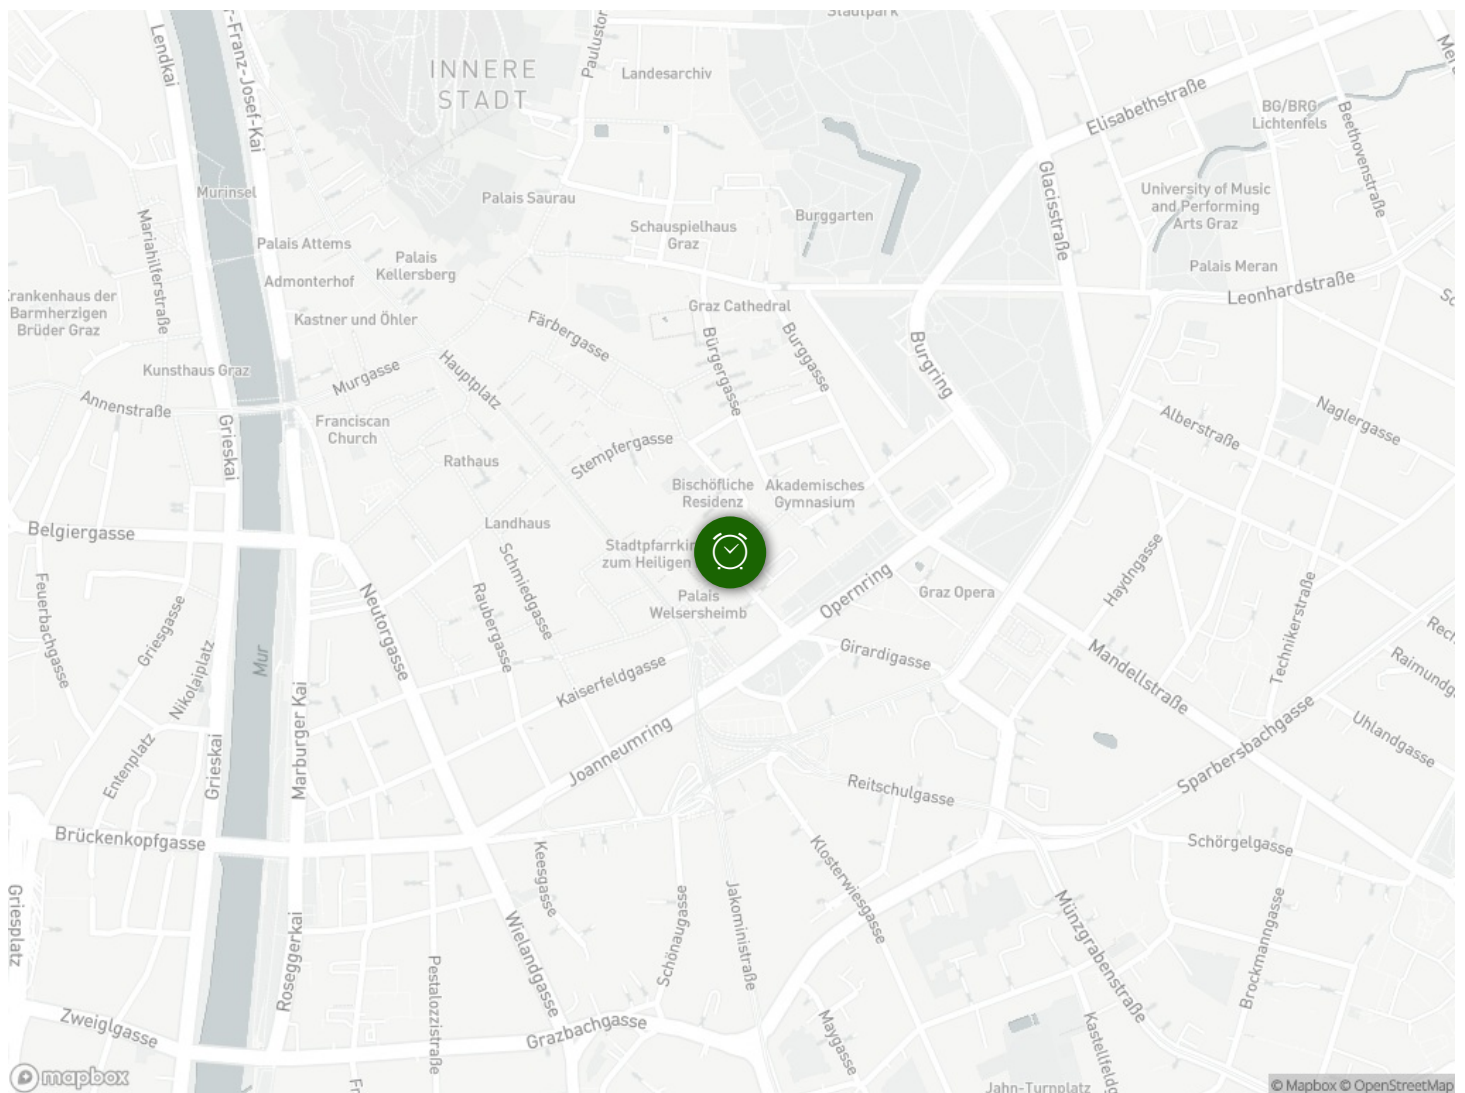 Stadtpark
Lendkai
r-Franz-Josef-Kai
Paulustor
INNERE
STADT
Landesarchiv
Elisabethstraße
BG/BRG
Lichtenfels
Beethovenstraße
Murinsel
Mariahilferstraße
Palais Saurau
Burggarten
Glacisstraße
University of Music
and Performing
Arts Graz
Schauspielhaus
Graz
Palais Attems
Palais
Kellersberg
Admonterhof
Palais Meran
Leonhardstraße
Krankenhaus der
Barmherzigen
Brüder Graz
Kastner und Öhler
Graz Cathedral
Färbergasse
Bürgergasse
Burggasse
Burgring
Kunsthaus Graz
Murgasse
Hauptplatz
Annenstraße
Grieskai
Franciscan
Church
Alberstraße
Naglergasse
Stempfergasse
Rathaus
Bischöfliche
Residenz
Akademisches
Gymnasium
Belgiergasse
Landhaus
Schmiedgasse
Stadtpfarrkir
zum Heiligen
Haydngasse
Feuerbachgasse
Griesgasse
Neutorgasse
Raubergasse
Palais
Welsersheimb
Opernring
Graz Opera
Technikerstraße
Nikolaiplatz
Mur
Girardigasse
Mandellstraße
Kaiserfeldgasse
Uhlandgasse
Marburger Kai
Grieskai
Entenplatz
Joanneumring
Reitschulgasse
Sparbersbachgasse
Brückenkopfgasse
Schörgelgasse
Keesgasse
Klosterwiesgasse
Griesplatz
Schönaugasse
Jakoministraße
Münzgrabenstraße
Brockmanngasse
Roseggerkai
Wielandgasse
Pestalozzistraße
Zweiglgasse
Grazbachgasse
Maygasse
Kastellfeldg
Fr
Jahn-Turnplatz
mapbox
© Mapbox © OpenStreetMap